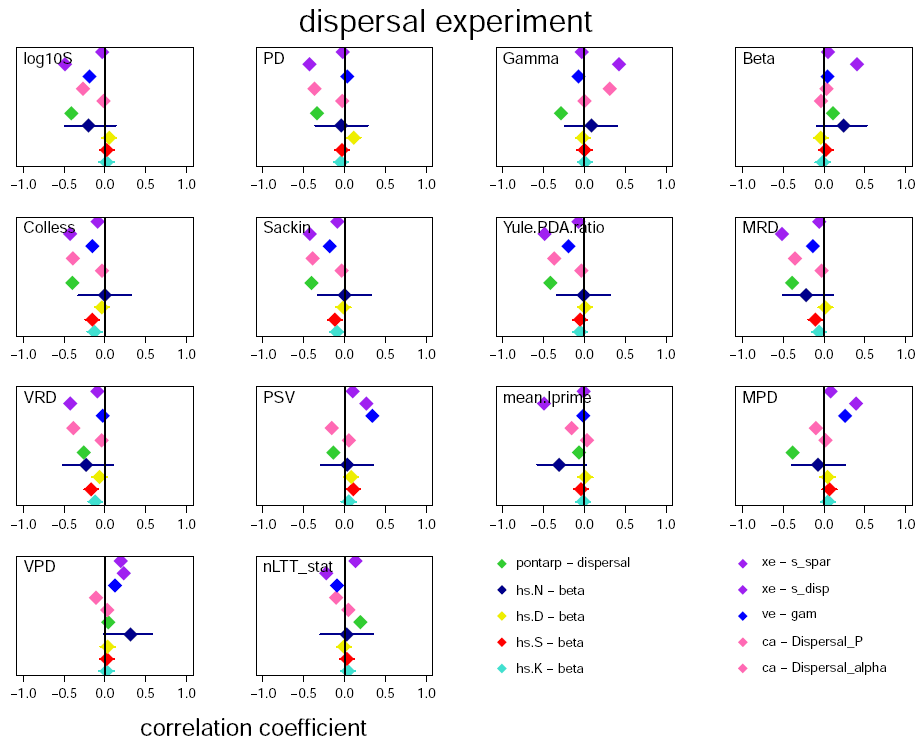 dispersal experiment
log10S
PD
Gamma
Beta
−1.0 −0.5 0.0 0.5 1.0
−1.0 −0.5 0.0 0.5 1.0
−1.0 −0.5 0.0 0.5 1.0
−1.0 −0.5 0.0 0.5 1.0
Colless
Sackin
Yule.PDA.ratio
MRD
−1.0 −0.5 0.0 0.5 1.0
−1.0 −0.5 0.0 0.5 1.0
−1.0 −0.5 0.0 0.5 1.0
−1.0 −0.5 0.0 0.5 1.0
VRD
PSV
mean.Iprime
MPD
−1.0 −0.5 0.0 0.5 1.0
−1.0 −0.5 0.0 0.5 1.0
−1.0 −0.5 0.0 0.5 1.0
−1.0 −0.5 0.0 0.5 1.0
VPD
nLTT_stat
−1.0 −0.5 0.0 0.5 1.0
−1.0 −0.5 0.0 0.5 1.0
pontarp − dispersal
hs.N − beta
hs.D − beta
hs.S − beta
hs.K − beta
xe − s_spar
xe − s_disp
ve − gam
ca − Dispersal_P
ca − Dispersal_alpha
correlation coefficient